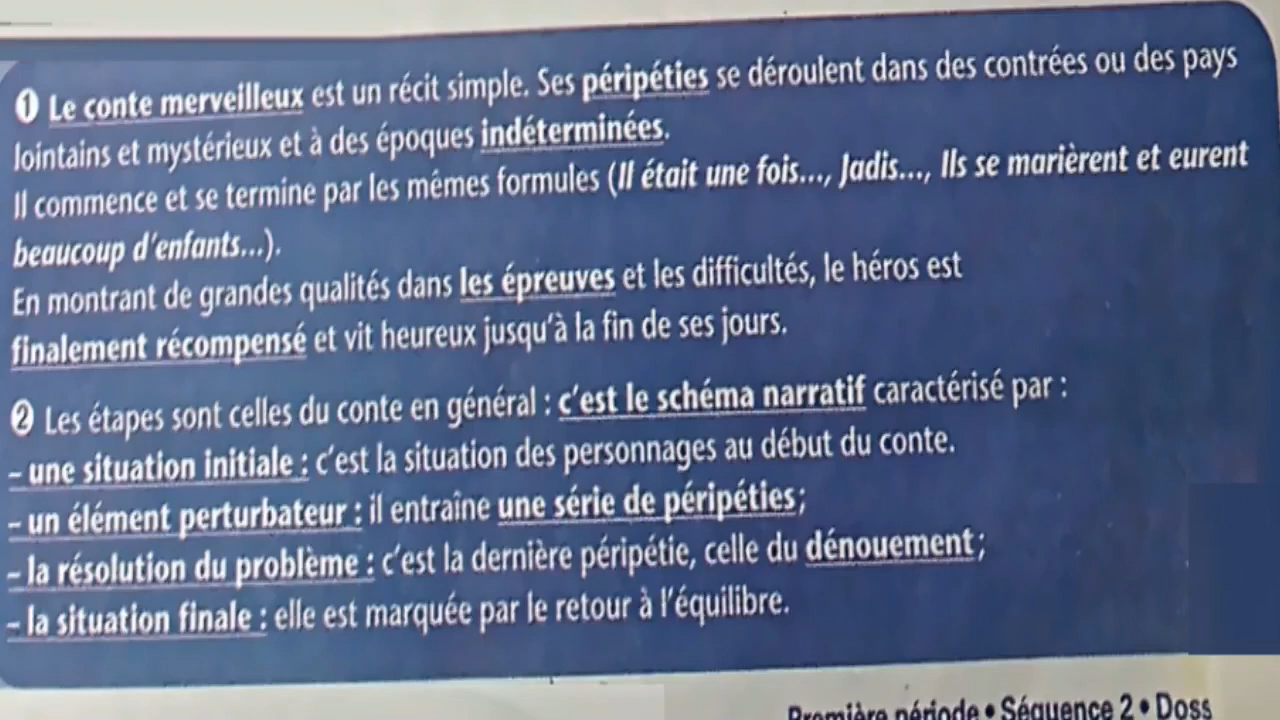 ❶ Le conte merveilleux est un récit simple. Ses péripéties se déroulent dans des contrées ou des pays
lointains et mystérieux et à des époques indéterminées.
Il commence et se termine par les mêmes formules (Il était une fois..., Jadis..., Ils se marièrent et eurent
beaucoup d'enfants...).
En montrant de grandes qualités dans les épreuves et les difficultés, le héros est
finalement récompensé et vit heureux jusqu'à la fin de ses jours.
❷ Les étapes sont celles du conte en général : c'est le schéma narratif caractérisé par :
– une situation initiale : c'est la situation des personnages au début du conte.
– un élément perturbateur : il entraîne une série de péripéties;
– la résolution du problème : c'est la dernière péripétie, celle du dénouement;
– la situation finale : elle est marquée par le retour à l'équilibre.
Première période • Séquence 2 • Doss